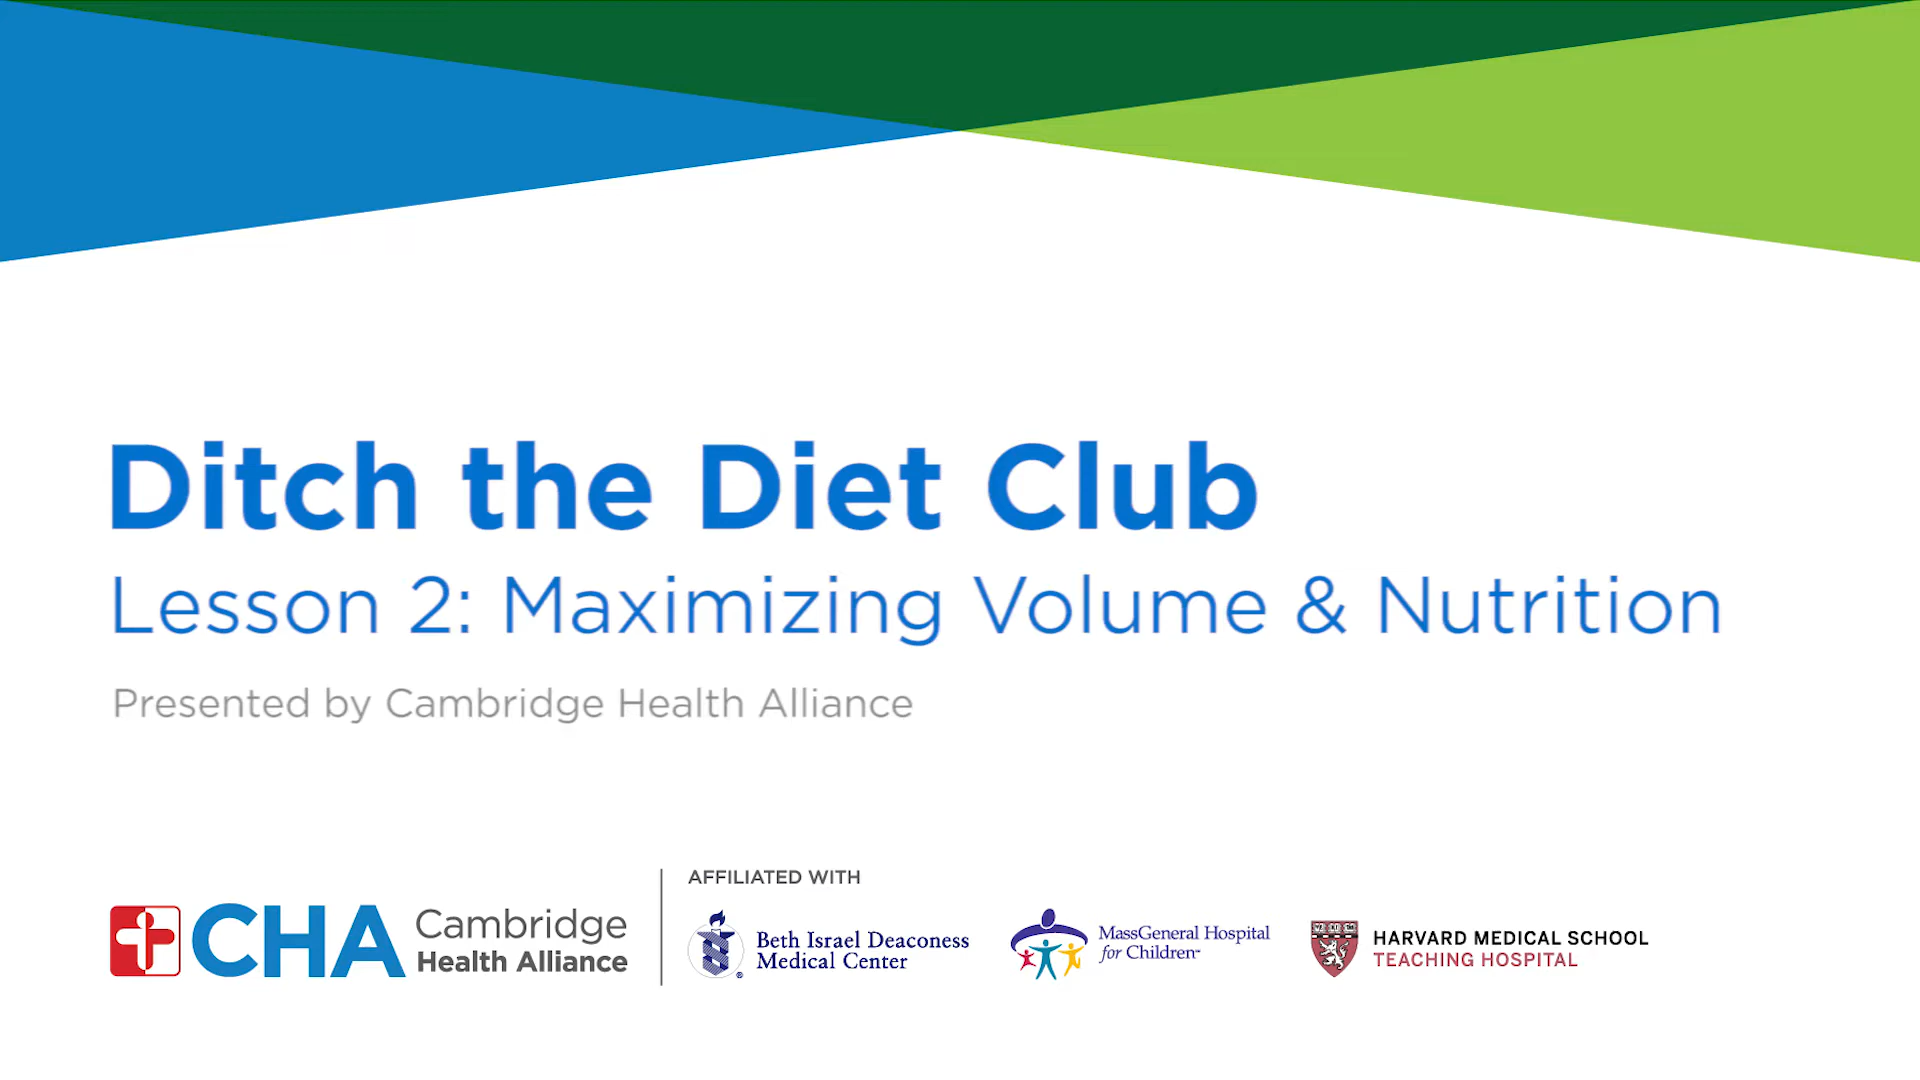 Ditch the Diet Club
Lesson 2: Maximizing Volume & Nutrition
Presented by Cambridge Health Alliance
CHA Cambridge
Health Alliance
AFFILIATED WITH
Beth Israel Deaconess
Medical Center
MassGeneral Hospital
for Children™
HARVARD MEDICAL SCHOOL
TEACHING HOSPITAL